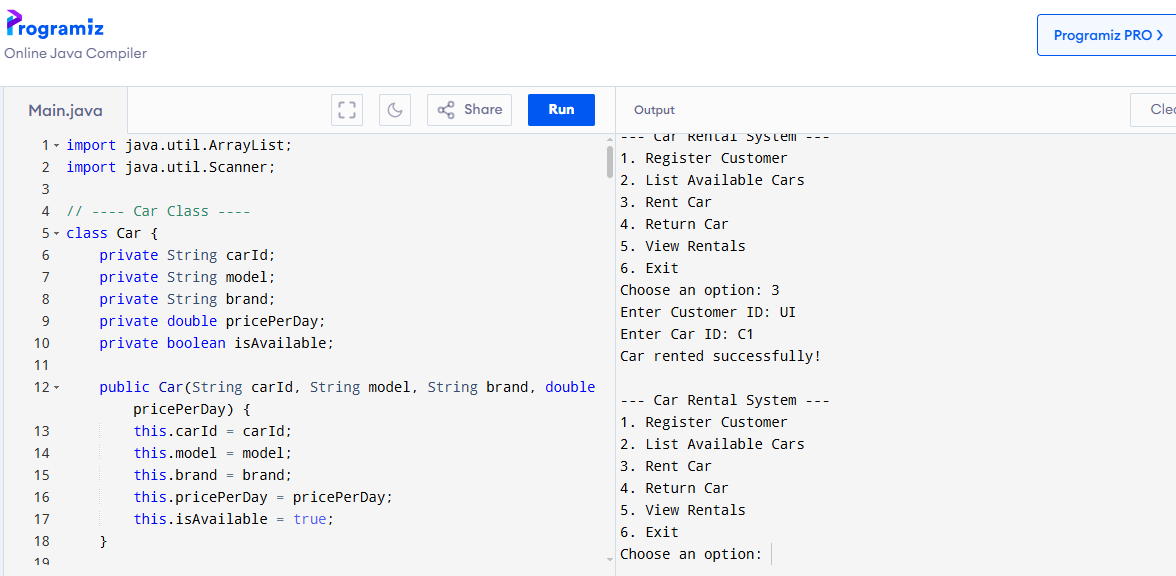 Programiz
Online Java Compiler
Programiz PRO
Main.java
Share
Run
Output
1 import java.util.ArrayList;
2 import java.util.Scanner;
3
4 // ---- Car Class ----
5 class Car {
6 private String carId;
7 private String model;
8 private String brand;
9 private double pricePerDay;
10 private boolean isAvailable;
11
12 public Car(String carId, String model, String brand, double
pricePerDay) {
13 this.carId = carId;
14 this.model = model;
15 this.brand = brand;
16 this.pricePerDay = pricePerDay;
17 this.isAvailable = true;
18 }
19
--- Car Rental System ---
1. Register Customer
2. List Available Cars
3. Rent Car
4. Return Car
5. View Rentals
6. Exit
Choose an option: 3
Enter Customer ID: UI
Enter Car ID: C1
Car rented successfully!
--- Car Rental System ---
1. Register Customer
2. List Available Cars
3. Rent Car
4. Return Car
5. View Rentals
6. Exit
Choose an option: